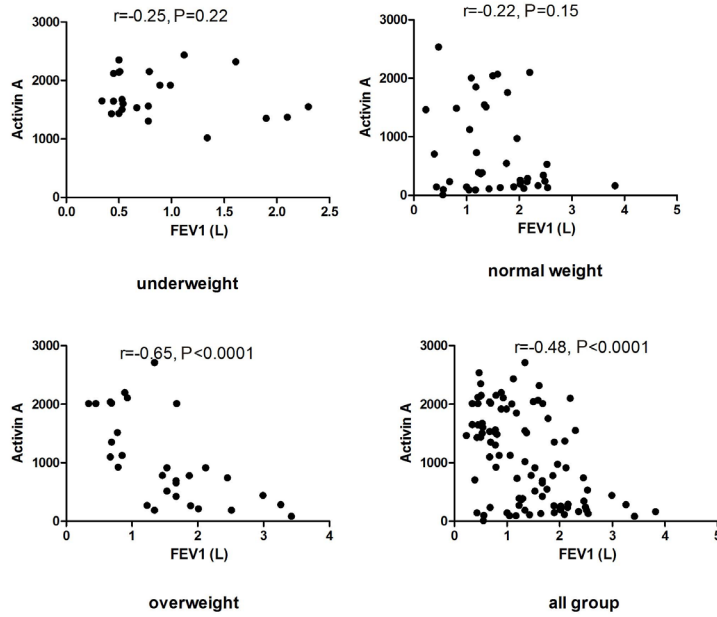 r=-0.25, P=0.22
3000
2000
1000
0
Activin A
0.0 0.5 1.0 1.5 2.0 2.5
FEV1 (L)
underweight
r=-0.22, P=0.15
3000
2000
1000
0
Activin A
0 1 2 3 4 5
FEV1 (L)
normal weight
r=-0.65, P<0.0001
3000
2000
1000
0
Activin A
0 1 2 3 4
FEV1 (L)
overweight
r=-0.48, P<0.0001
3000
2000
1000
0
Activin A
0 1 2 3 4 5
FEV1 (L)
all group